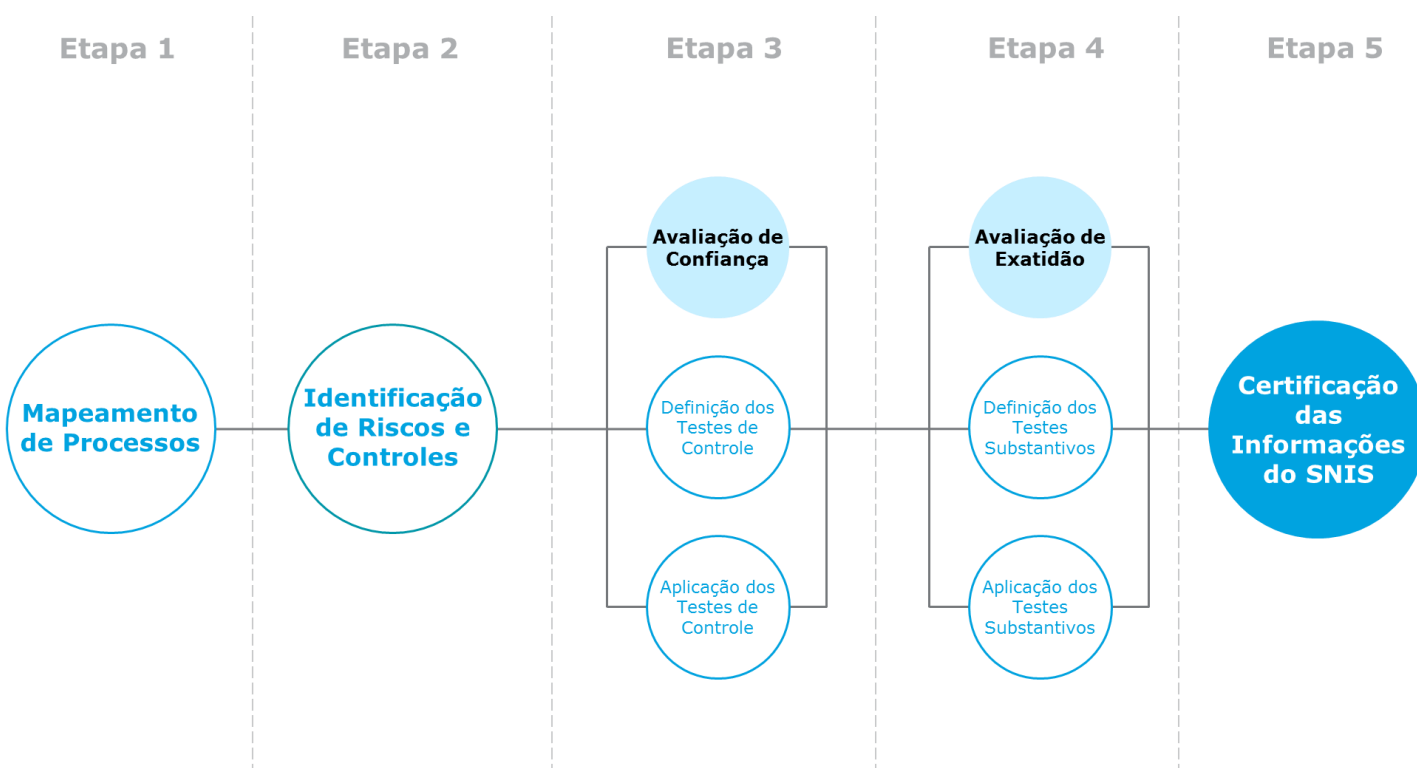 Etapa 1
Etapa 2
Etapa 3
Etapa 4
Etapa 5
Mapeamento
de Processos
Identificação
de Riscos e
Controles
Avaliação de
Confiança
Definição dos
Testes de
Controle
Aplicação dos
Testes de
Controle
Avaliação de
Exatidão
Definição dos
Testes
Substantivos
Aplicação dos
Testes
Substantivos
Certificação
das
Informações
do SNIS